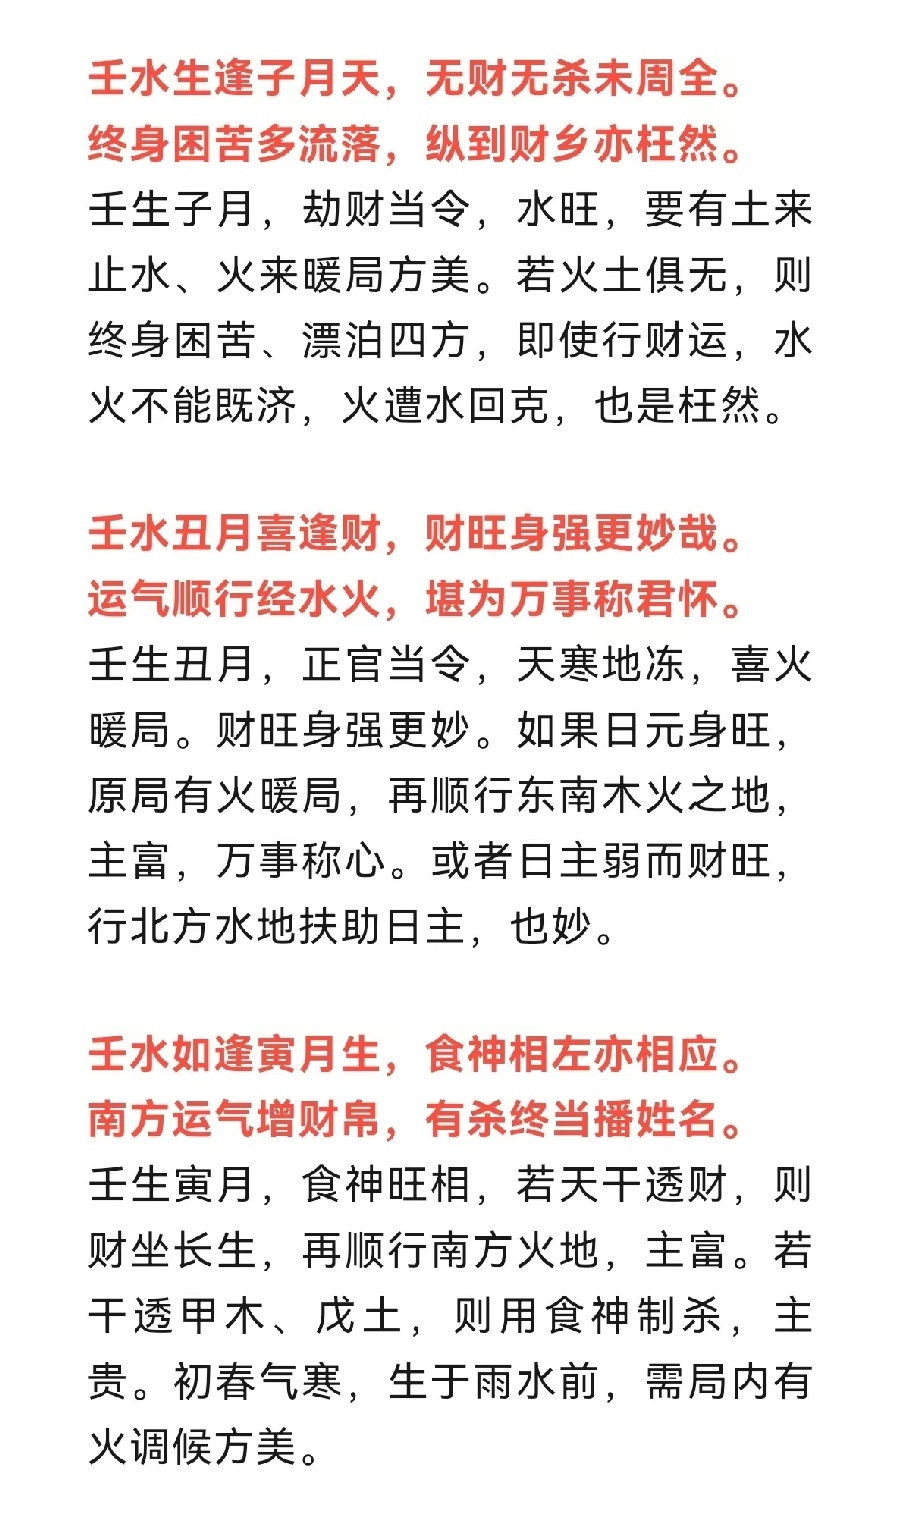 壬水生逢子月天，无财无杀未周全。
终身困苦多流落，纵到财乡亦枉然。
壬生子月，劫财当令，水旺，要有土来
止水、火来暖局方美。若火土俱无，则
终身困苦、漂泊四方，即使行财运，水
火不能既济，火遭水回克，也是枉然。
壬水丑月喜逢财，财旺身强更妙哉。
运气顺行经水火，堪为万事称君怀。
壬生丑月，正官当令，天寒地冻，喜火
暖局。财旺身强更妙。如果日元身旺，
原局有火暖局，再顺行东南木火之地，
主富，万事称心。或者日主弱而财旺，
行北方水地扶助日主，也妙。
壬水如逢寅月生，食神相左亦相应。
南方运气增财帛，有杀终当播姓名。
壬生寅月，食神旺相，若天干透财，则
财坐长生，再顺行南方火地，主富。若
干透甲木、戊土，则用食神制杀，主
贵。初春气寒，生于雨水前，需局内有
火调候方美。